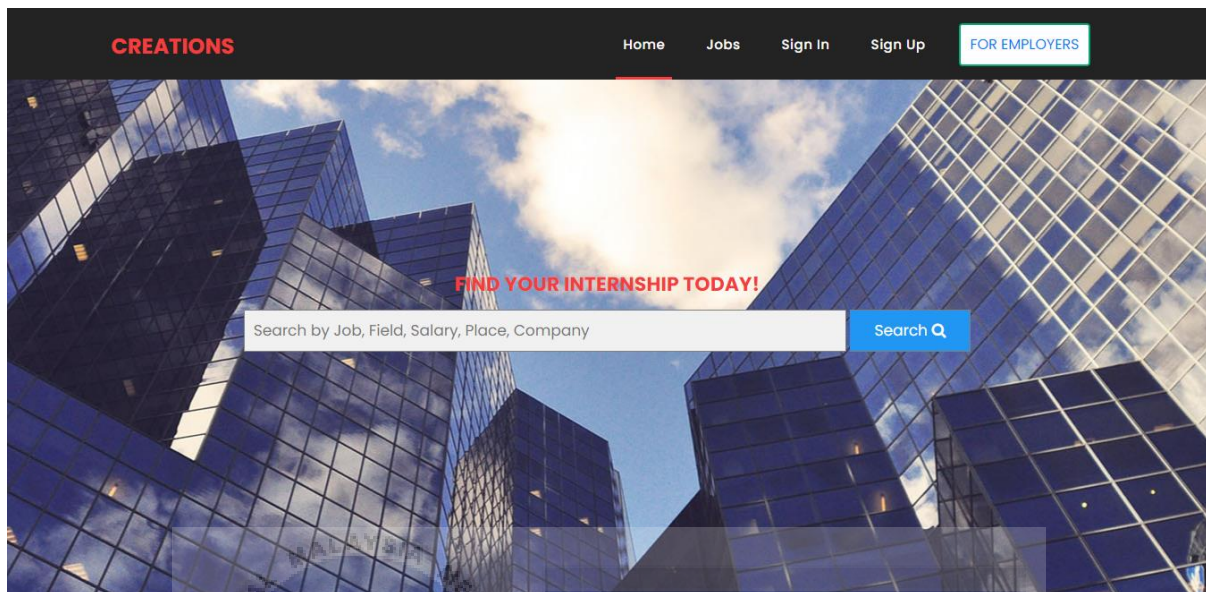 CREATIONS
Home Jobs Sign In Sign Up FOR EMPLOYERS
FIND YOUR INTERNSHIP TODAY!
Search by Job, Field, Salary, Place, Company
Search
MALAYSIA